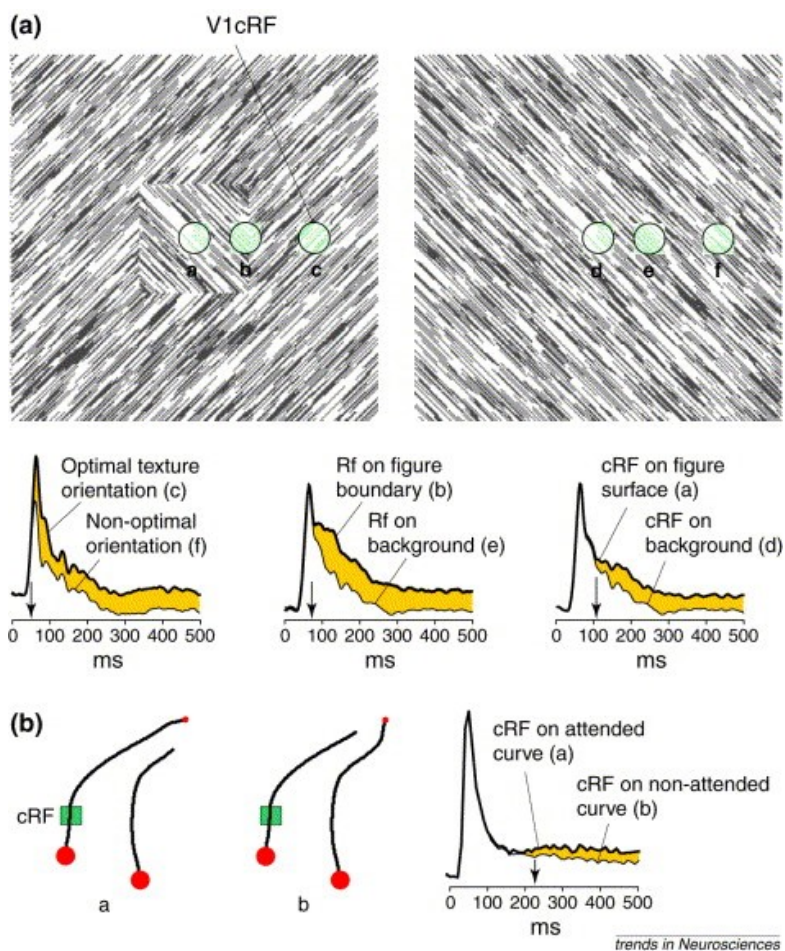 (a)
V1cRF
a
b
c
d
e
f
Optimal texture
orientation (c)
Non-optimal
orientation (f)
0 100 200 300 400 500
ms
Rf on figure
boundary (b)
Rf on
background (e)
0 100 200 300 400 500
ms
cRF on figure
surface (a)
cRF on
background (d)
0 100 200 300 400 500
ms
(b)
cRF
a
b
cRF on attended
curve (a)
cRF on non-attended
curve (b)
0 100 200 300 400 500
ms
trends in Neurosciences